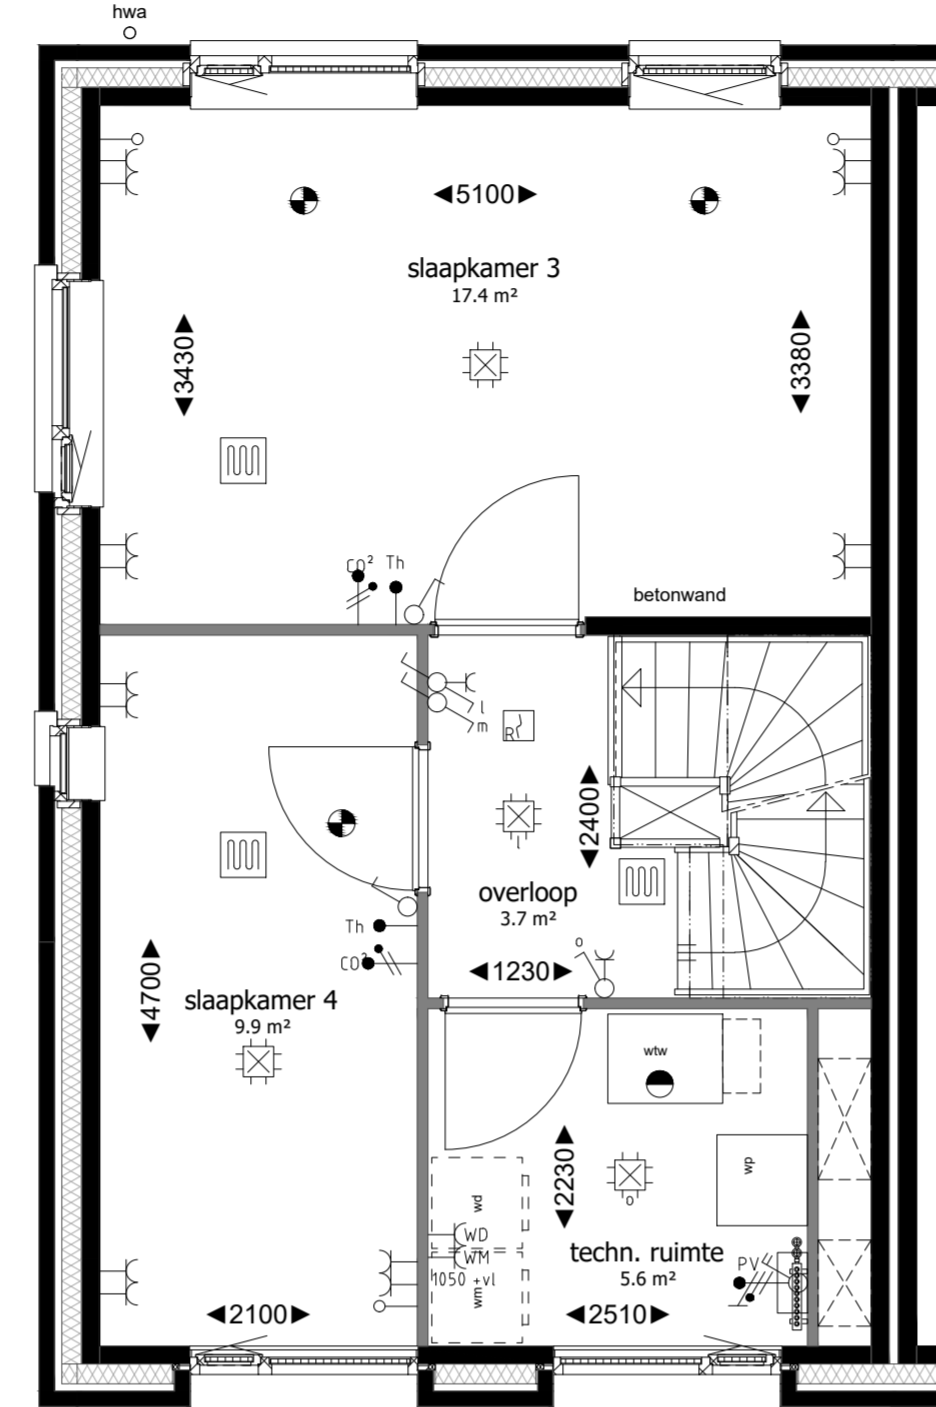 hwa
5100
slaapkamer 3
17.4 m²
3430
3380
CO² Th
betonwand
l
m
R
2400
l
overloop
3.7 m²
Th
o
CO²
1230
4700
slaapkamer 4
9.9 m²
wtw
wp
2230
o
wd
WD
WM
1050 +vl
wm
techn. ruimte
5.6 m²
PV
2100
2510